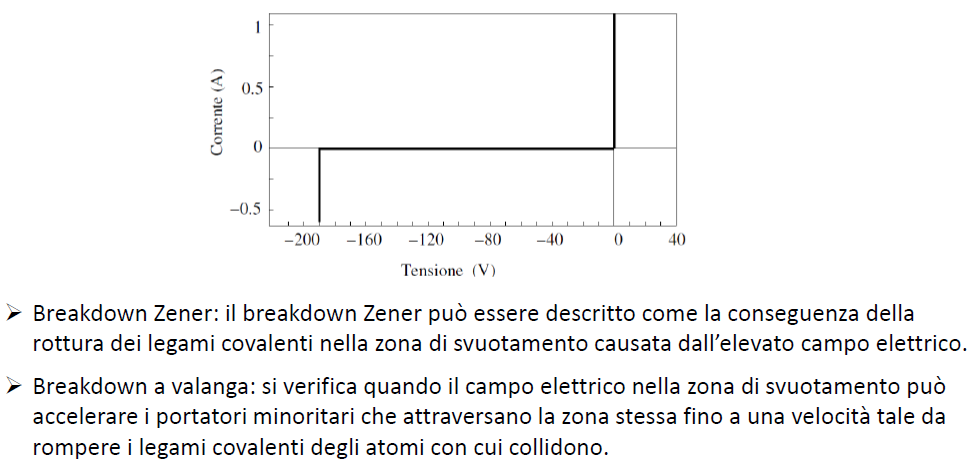 1
0.5
0
−0.5
Corrente (A)
−200 −160 −120 −80 −40 0 40
Tensione (V)
➢ Breakdown Zener: il breakdown Zener può essere descritto come la conseguenza della
rottura dei legami covalenti nella zona di svuotamento causata dall’elevato campo elettrico.
➢ Breakdown a valanga: si verifica quando il campo elettrico nella zona di svuotamento può
accelerare i portatori minoritari che attraversano la zona stessa fino a una velocità tale da
rompere i legami covalenti degli atomi con cui collidono.